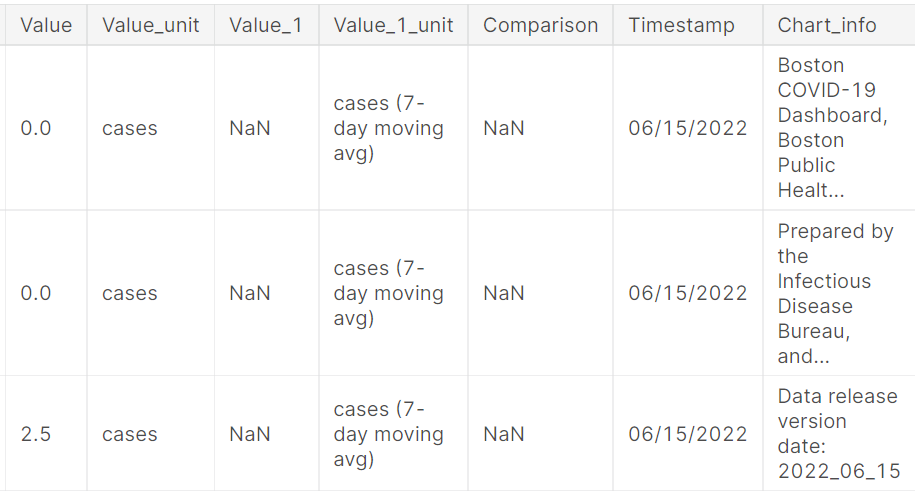 Value Value_unit Value_1 Value_1_unit Comparison Timestamp Chart_info
0.0 cases NaN cases (7-
day moving
avg) NaN 06/15/2022 Boston
COVID-19
Dashboard,
Boston
Public
Healt...
0.0 cases NaN cases (7-
day moving
avg) NaN 06/15/2022 Prepared by
the
Infectious
Disease
Bureau,
and...
2.5 cases NaN cases (7-
day moving
avg) NaN 06/15/2022 Data release
version
date:
2022_06_15